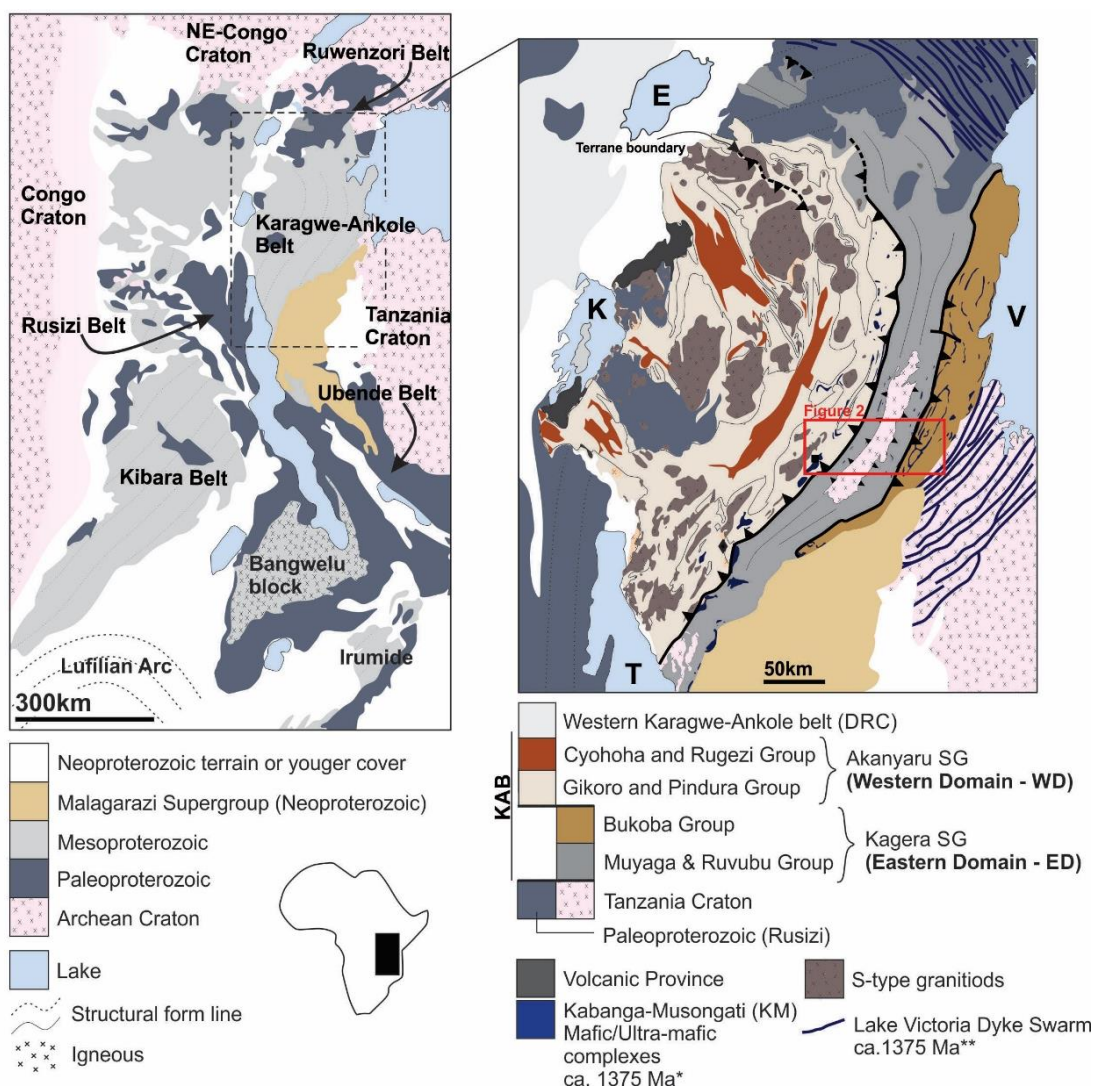 NE-Congo
Craton
Ruwenzori Belt
Congo
Craton
Karagwe-Ankole
Belt
Rusizi Belt
Tanzania
Craton
Ubende Belt
Kibara Belt
Bangwelu
block
Irumide
Lufilian Arc
300km
E
Terrane boundary
K
V
Figure 2
T
50km
Neoproterozoic terrain or youger cover
Malagarazi Supergroup (Neoproterozoic)
Mesoproterozoic
Paleoproterozoic
Archean Craton
Lake
Structural form line
Igneous
KAB
Western Karagwe-Ankole belt (DRC)
Cyohoha and Rugezi Group
Gikoro and Pindura Group
Akanyaru SG
(Western Domain - WD)
Bukoba Group
Muyaga & Ruvubu Group
Kagera SG
(Eastern Domain - ED)
Tanzania Craton
Paleoproterozoic (Rusizi)
Volcanic Province
Kabanga-Musongati (KM)
Mafic/Ultra-mafic
complexes
ca. 1375 Ma*
S-type granitiods
Lake Victoria Dyke Swarm
ca.1375 Ma**